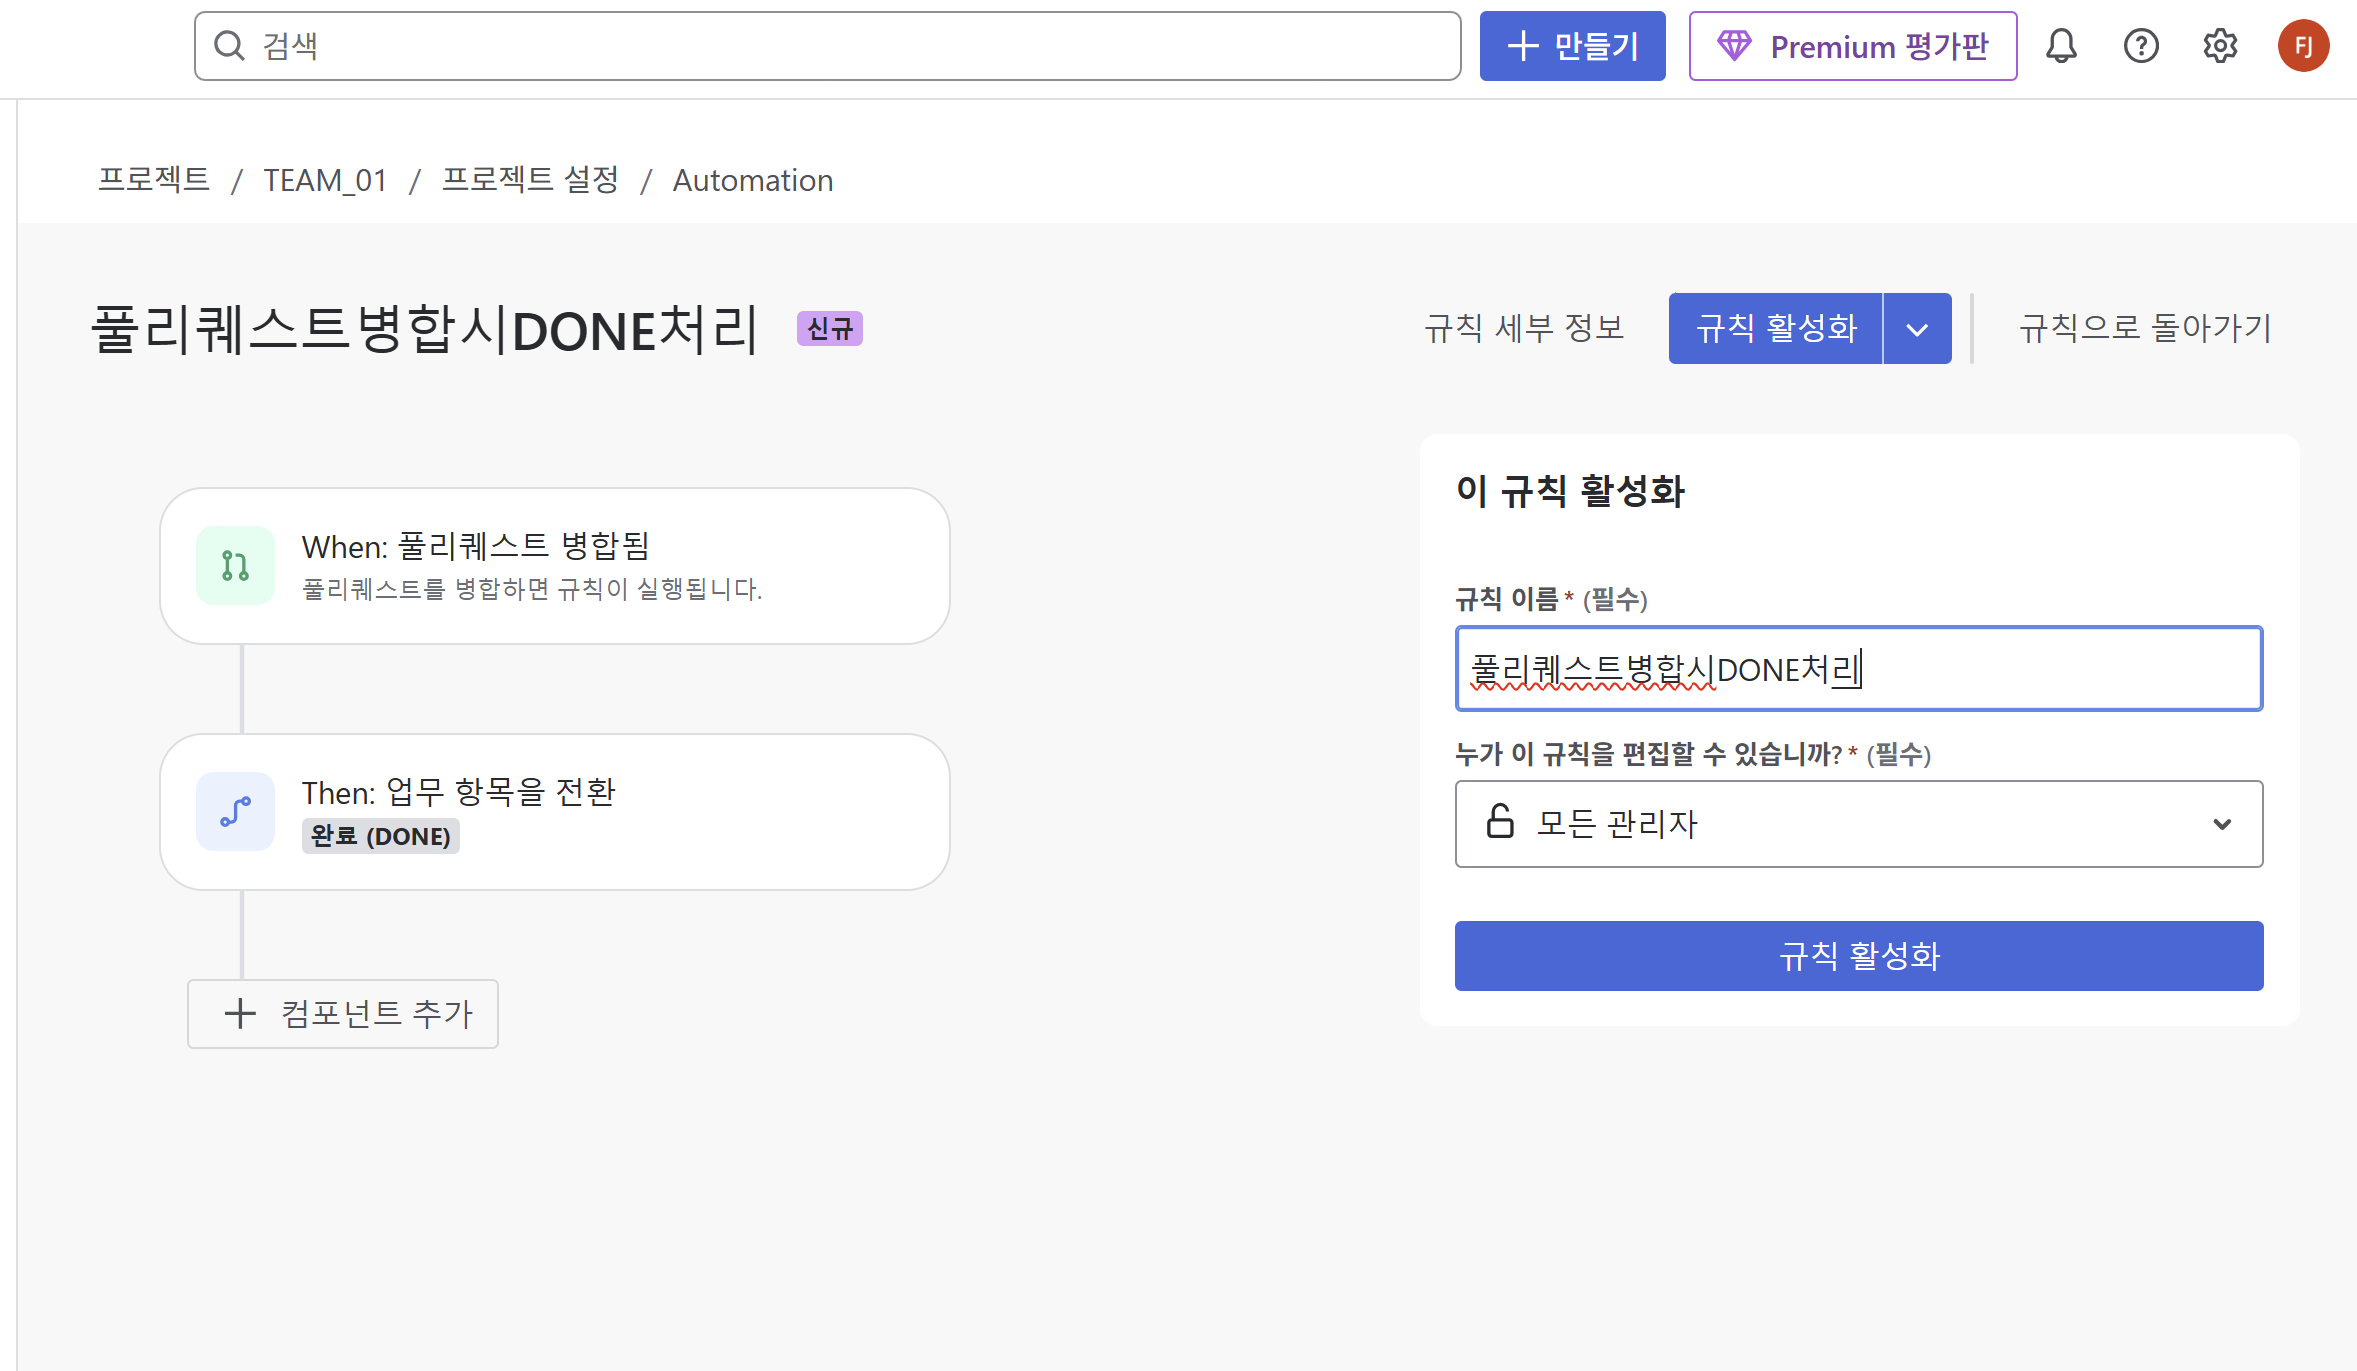 검색
만들기
Premium 평가판
FJ
프로젝트 / TEAM_01 / 프로젝트 설정 / Automation
풀리퀘스트병합시DONE처리 신규
규칙 세부 정보
규칙 활성화
규칙으로 돌아가기
When: 풀리퀘스트 병합됨
풀리퀘스트를 병합하면 규칙이 실행됩니다.
Then: 업무 항목을 전환
완료 (DONE)
컴포넌트 추가
이 규칙 활성화
규칙 이름* (필수)
풀리퀘스트병합시DONE처리
누가 이 규칙을 편집할 수 있습니까?* (필수)
모든 관리자
규칙 활성화